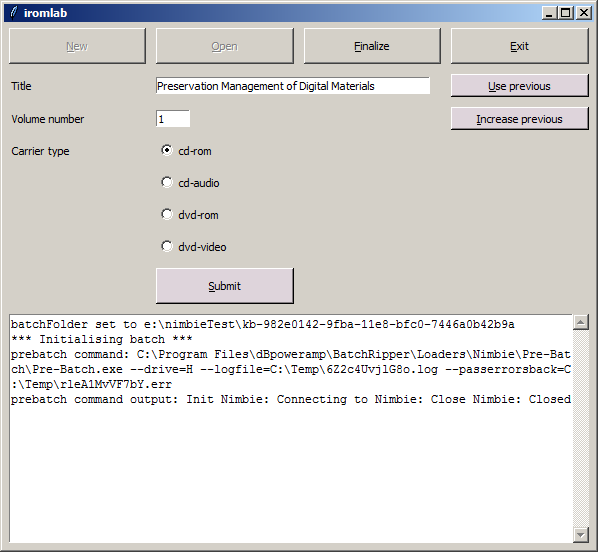 iromlab
New Open Finalize Exit
Title Preservation Management of Digital Materials Use previous
Volume number 1 Increase previous
Carrier type cd-rom
cd-audio
dvd-rom
dvd-video
Submit
batchFolder set to e:\nimbieTest\kb-982e0142-9fba-11e8-bfc0-7446a0b42b9a
*** Initialising batch ***
prebatch command: C:\Program Files\dBpoweramp\BatchRipper\Loaders\Nimbie\Pre-Bat
ch\Pre-Batch.exe --drive=H --logfile=C:\Temp\6Z2c4UvjlG8o.log --passerrorsback=C
:\Temp\rleA1MvVF7bY.err
prebatch command output: Init Nimbie: Connecting to Nimbie: Close Nimbie: Closed